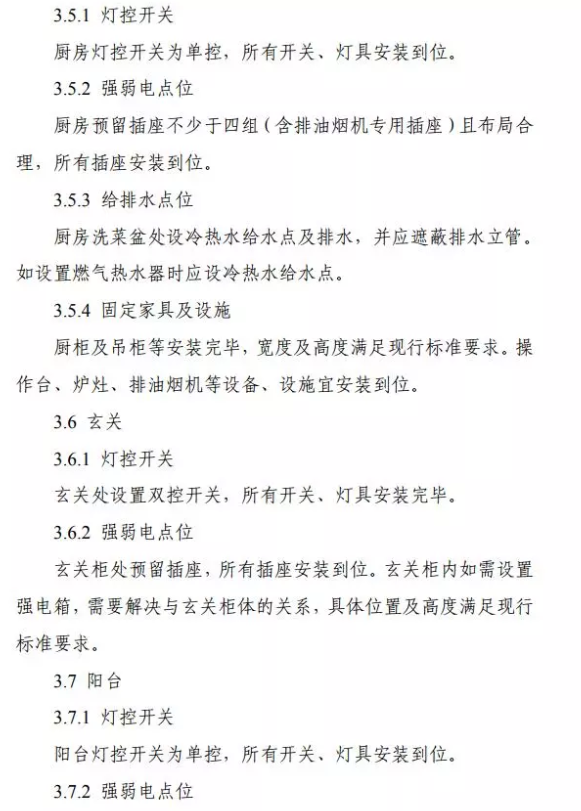 3.5.1 灯控开关
厨房灯控开关为单控，所有开关、灯具安装到位。
3.5.2 强弱电点位
厨房预留插座不少于四组（含排油烟机专用插座）且布局合
理，所有插座安装到位。
3.5.3 给排水点位
厨房洗菜盆处设冷热水给水点及排水，并应遮蔽排水立管。
如设置燃气热水器时应设冷热水给水点。
3.5.4 固定家具及设施
厨柜及吊柜等安装完毕，宽度及高度满足现行标准要求。操
作台、炉灶、排油烟机等设备、设施宜安装到位。
3.6 玄关
3.6.1 灯控开关
玄关处设置双控开关，所有开关、灯具安装完毕。
3.6.2 强弱电点位
玄关柜处预留插座，所有插座安装到位。玄关柜内如需设置
强电箱，需要解决与玄关柜体的关系，具体位置及高度满足现行
标准要求。
3.7 阳台
3.7.1 灯控开关
阳台灯控开关为单控，所有开关、灯具安装到位。
3.7.2 强弱电点位